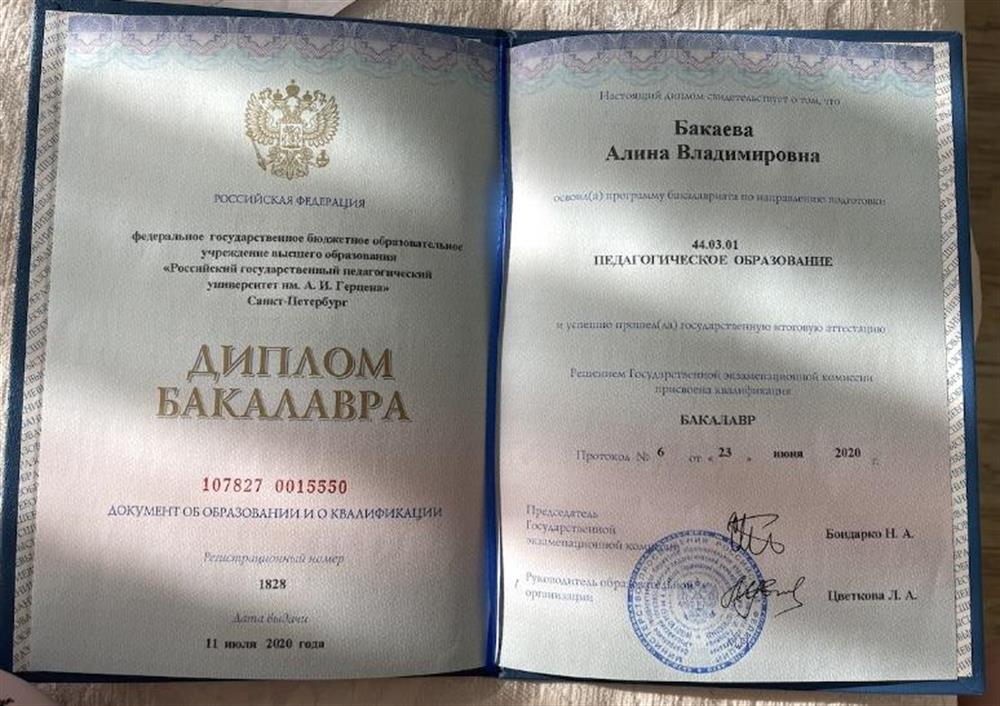 РОССИЙСКАЯ ФЕДЕРАЦИЯ
федеральное государственное бюджетное образовательное
учреждение высшего образования
«Российский государственный педагогический
университет им. А. И. Герцена»
Санкт-Петербург
ДИПЛОМ
БАКАЛАВРА
107827 0015550
ДОКУМЕНТ ОБ ОБРАЗОВАНИИ И О КВАЛИФИКАЦИИ
Регистрационный номер
1828
Дата выдачи
11 июля 2020 года
Настоящий диплом свидетельствует о том, что
Бакаева
Алина Владимировна
освоил(а) программу бакалавриата по направлению подготовки
44.03.01
ПЕДАГОГИЧЕСКОЕ ОБРАЗОВАНИЕ
и успешно прошел(ла) государственную итоговую аттестацию
Решением Государственной экзаменационной комиссии
присвоена квалификация
БАКАЛАВР
Протокол № 6 от « 23 » июня 2020 г.
Председатель
Государственной
экзаменационной комиссии
Бондарко Н. А.
Руководитель образовательной
организации
Цветкова Л. А.